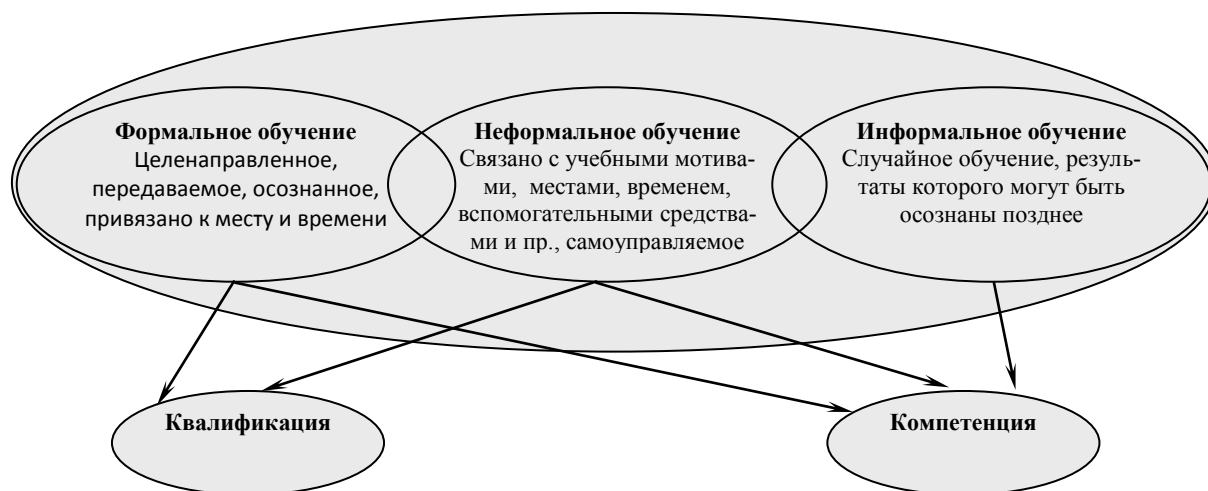 Формальное обучение
Целенаправленное,
передаваемое, осознанное,
привязано к месту и времени
Неформальное обучение
Связано с учебными мотива-
ми, местами, временем,
вспомогательными средства-
ми и пр., самоуправляемое
Информальное обучение
Случайное обучение, резуль-
таты которого могут быть
осознаны позднее
Квалификация
Компетенция